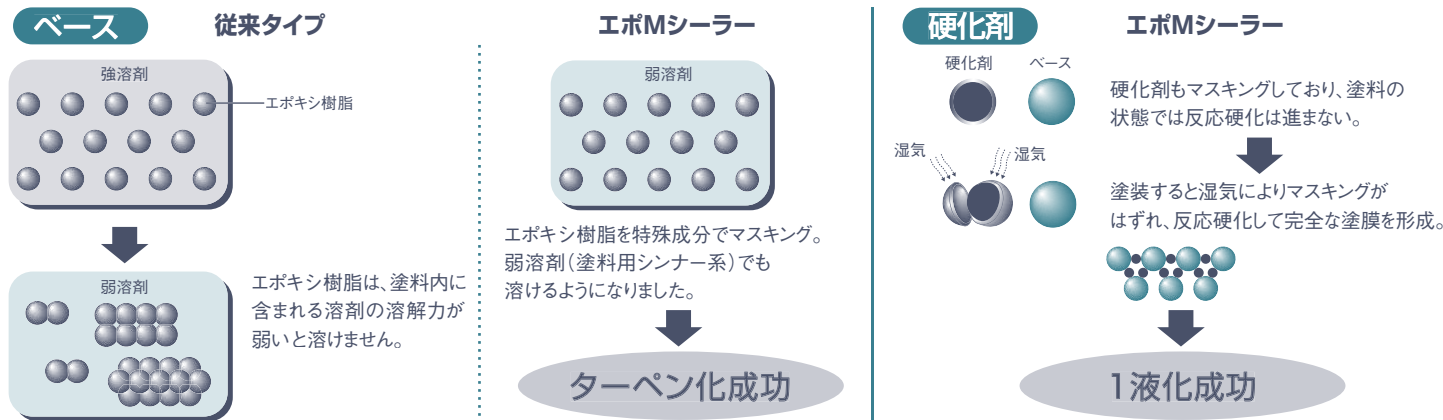 ベース
従来タイプ
強溶剤
エポキシ樹脂
弱溶剤
エポキシ樹脂は、塗料内に
含まれる溶剤の溶解力が
弱いと溶けません。
エポMシーラー
弱溶剤
エポキシ樹脂を特殊成分でマスキング。
弱溶剤(塗料用シンナー系)でも
溶けるようになりました。
ターペン化成功
硬化剤
エポMシーラー
硬化剤
ベース
硬化剤もマスキングしており、塗料の
状態では反応硬化は進まない。
湿気
湿気
塗装すると湿気によりマスキングが
はずれ、反応硬化して完全な塗膜を形成。
1液化成功